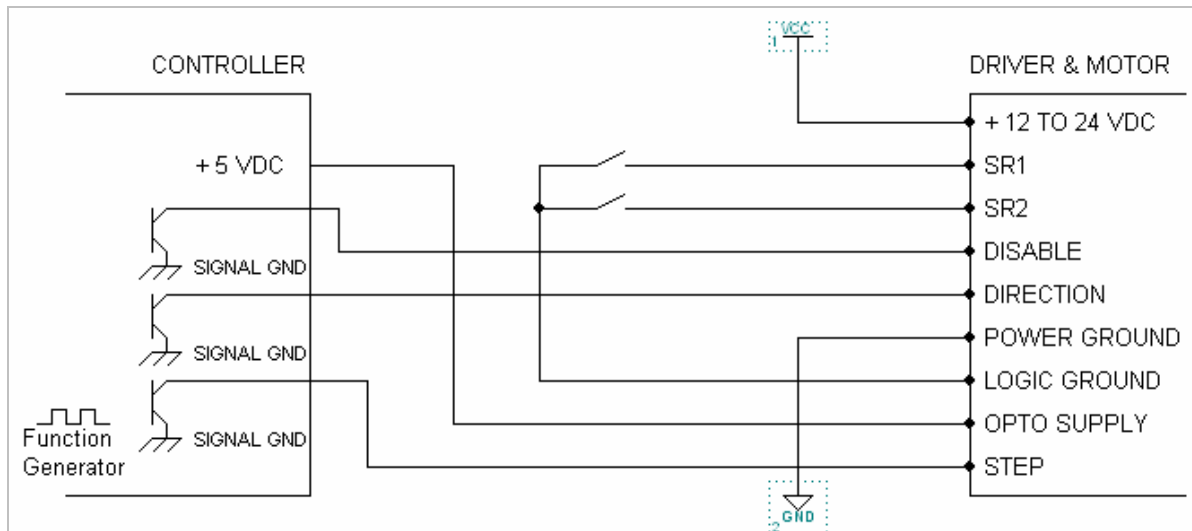 VCC
1
CONTROLLER
DRIVER & MOTOR
+ 12 TO 24 VDC
+ 5 VDC
SR1
SR2
DISABLE
SIGNAL GND
DIRECTION
POWER GROUND
SIGNAL GND
LOGIC GROUND
OPTO SUPPLY
SIGNAL GND
Function
Generator
STEP
GND
2